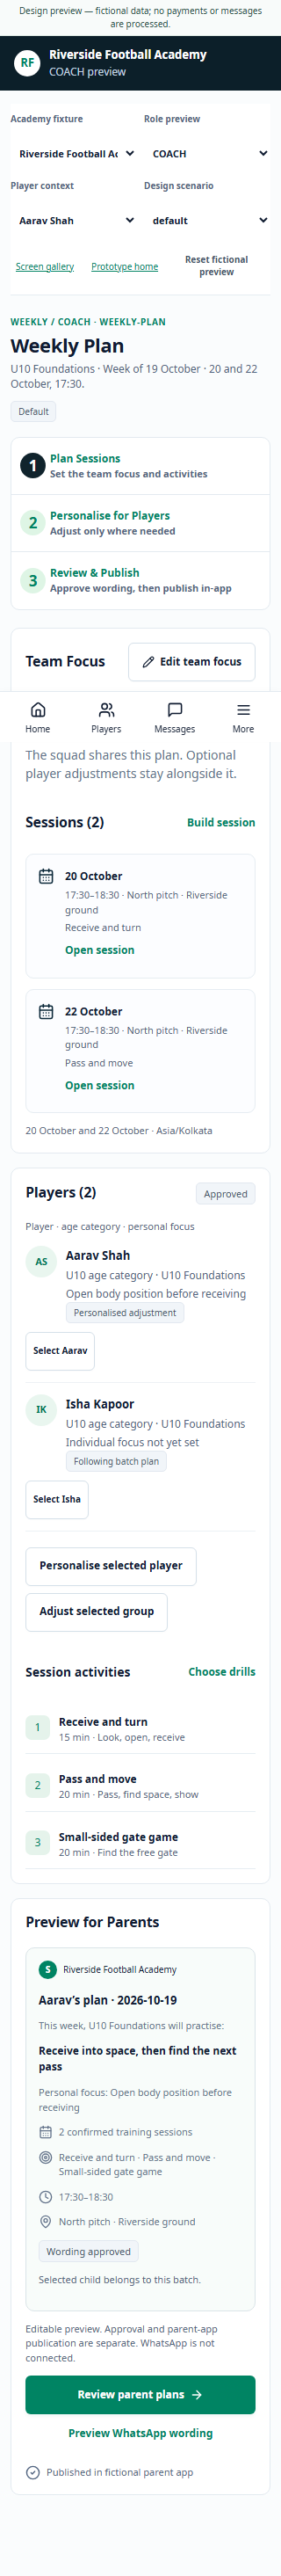 Design preview — fictional data; no payments or messages
are processed.
RF
Riverside Football Academy
COACH preview
Academy fixture
Role preview
Riverside Football Ac
COACH
Player context
Design scenario
Aarav Shah
default
Screen gallery
Prototype home
Reset fictional
preview
WEEKLY / COACH · WEEKLY-PLAN
Weekly Plan
U10 Foundations · Week of 19 October · 20 and 22
October, 17:30.
Default
1
Plan Sessions
Set the team focus and activities
2
Personalise for Players
Adjust only where needed
3
Review & Publish
Approve wording, then publish in-app
Team Focus
Edit team focus
Home
Players
Messages
More
The squad shares this plan. Optional
player adjustments stay alongside it.
Sessions (2)
Build session
20 October
17:30–18:30 · North pitch · Riverside
ground
Receive and turn
Open session
22 October
17:30–18:30 · North pitch · Riverside
ground
Pass and move
Open session
20 October and 22 October · Asia/Kolkata
Players (2)
Approved
Player · age category · personal focus
AS
Aarav Shah
U10 age category · U10 Foundations
Open body position before receiving
Personalised adjustment
Select Aarav
IK
Isha Kapoor
U10 age category · U10 Foundations
Individual focus not yet set
Following batch plan
Select Isha
Personalise selected player
Adjust selected group
Session activities
Choose drills
1
Receive and turn
15 min · Look, open, receive
2
Pass and move
20 min · Pass, find space, show
3
Small-sided gate game
20 min · Find the free gate
Preview for Parents
S
Riverside Football Academy
Aarav's plan · 2026-10-19
This week, U10 Foundations will practise:
Receive into space, then find the next
pass
Personal focus: Open body position before
receiving
2 confirmed training sessions
Receive and turn · Pass and move ·
Small-sided gate game
17:30–18:30
North pitch · Riverside ground
Wording approved
Selected child belongs to this batch.
Editable preview. Approval and parent-app
publication are separate. WhatsApp is not
connected.
Review parent plans →
Preview WhatsApp wording
Published in fictional parent app